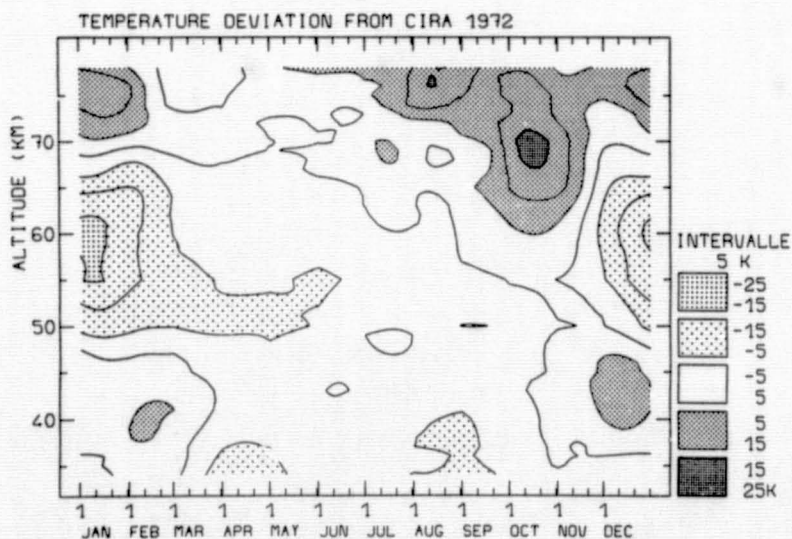 TEMPERATURE DEVIATION FROM CIRA 1972
ALTITUDE (KM)
70
60
50
40
1 1 1 1 1 1 1 1 1 1 1 1
JAN FEB MAR APR MAY JUN JUL AUG SEP OCT NOV DEC
INTERVALLE
5 K
-25
-15
-15
-5
-5
5
5
15
15
25K